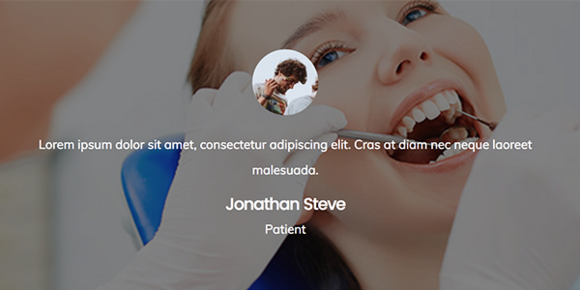 Lorem ipsum dolor sit amet, consectetur adipiscing elit. Cras at diam nec neque laoreet
malesuada.
Jonathan Steve
Patient